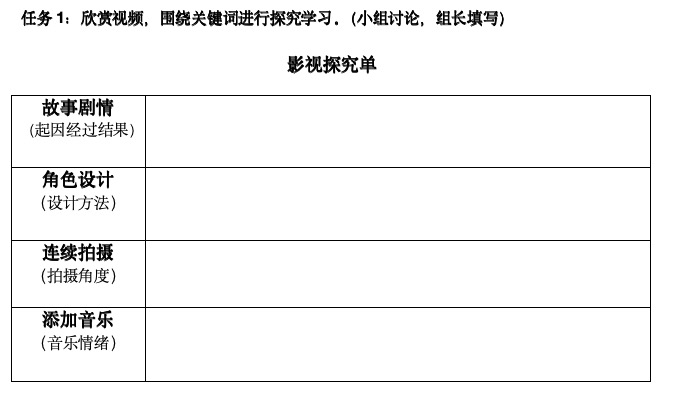 任务 1：欣赏视频，围绕关键词进行探究学习．(小组讨论，组长填写)
影视探究单
故事剧情
(起因经过结果)
角色设计
(设计方法)
连续拍摄
(拍摄角度)
添加音乐
(音乐情绪)